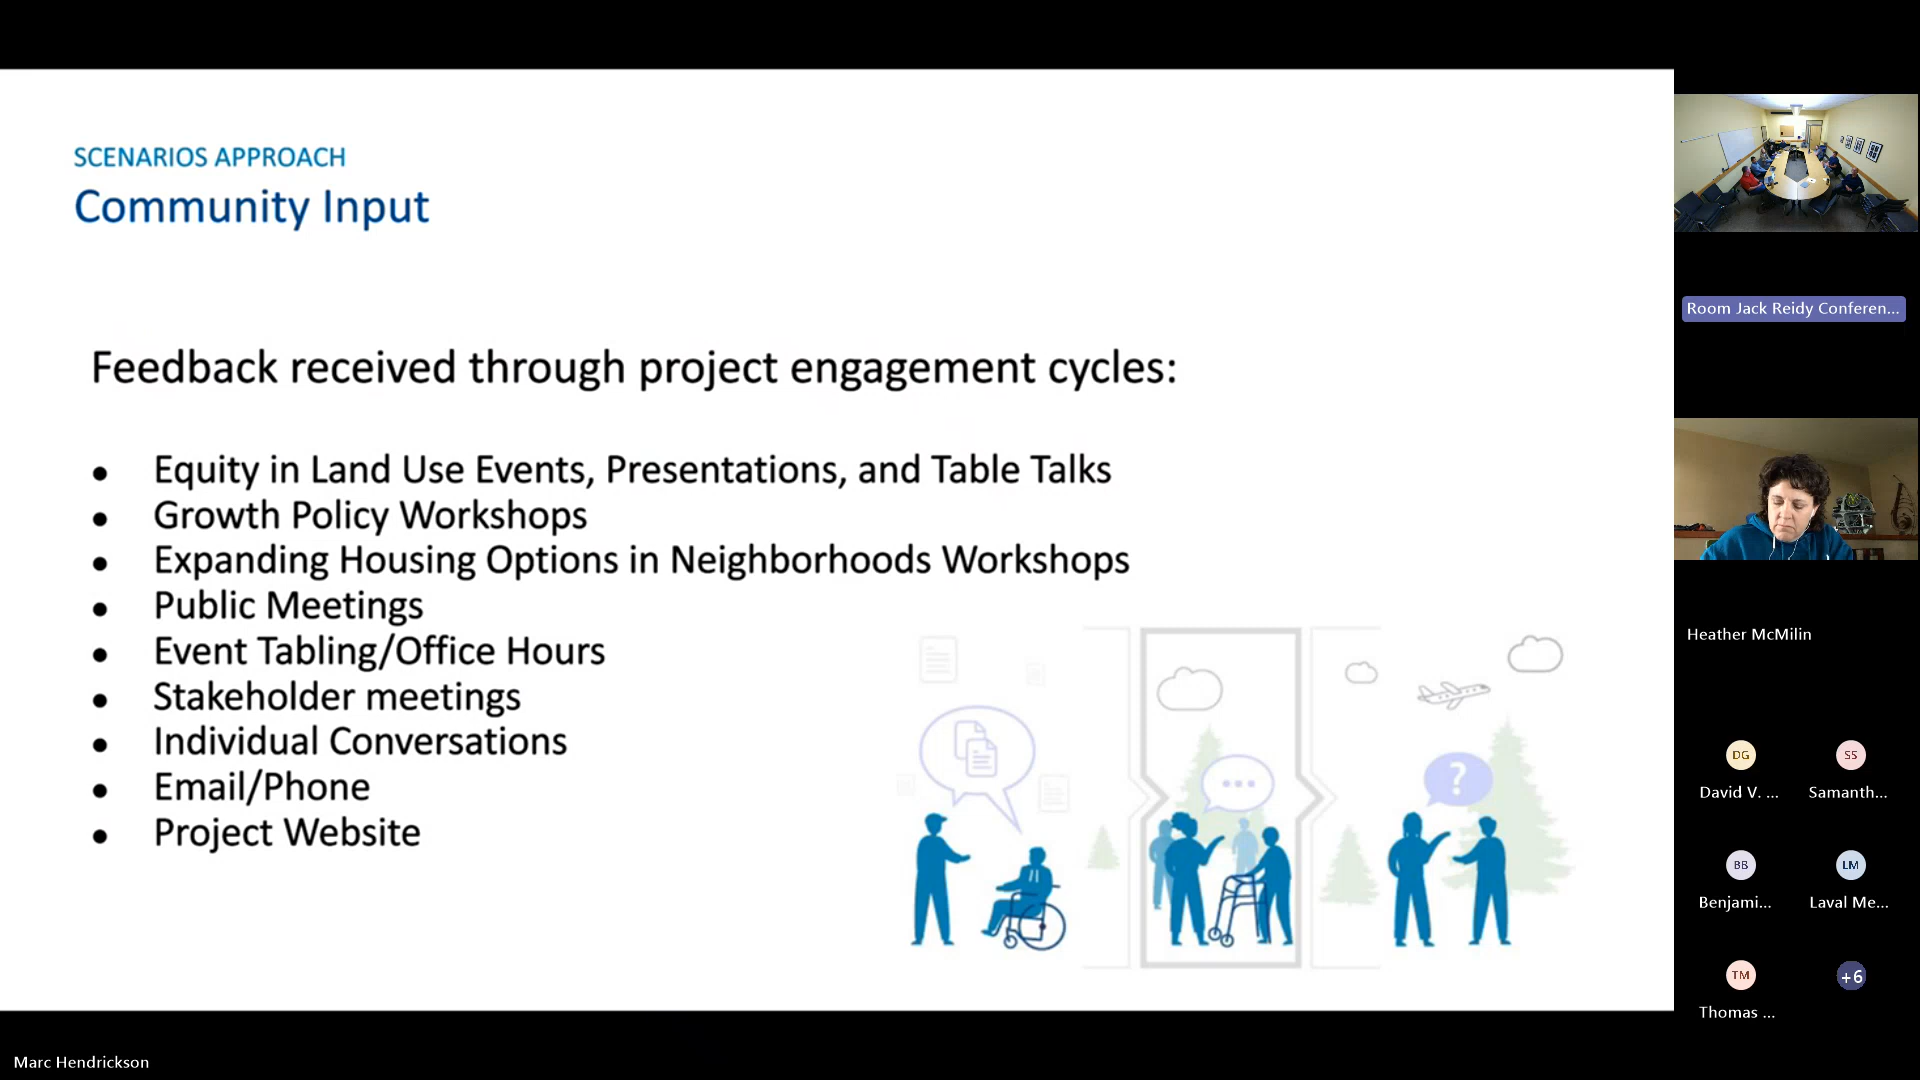 SCENARIOS APPROACH
Community Input
Feedback received through project engagement cycles:
● Equity in Land Use Events, Presentations, and Table Talks
● Growth Policy Workshops
● Expanding Housing Options in Neighborhoods Workshops
● Public Meetings
● Event Tabling/Office Hours
● Stakeholder meetings
● Individual Conversations
● Email/Phone
● Project Website
?
Room Jack Reidy Conferen...
Heather McMilin
DG
SS
David V. ...
Samanth...
BB
LM
Benjami...
Laval Me...
TM
+6
Thomas ...
Marc Hendrickson